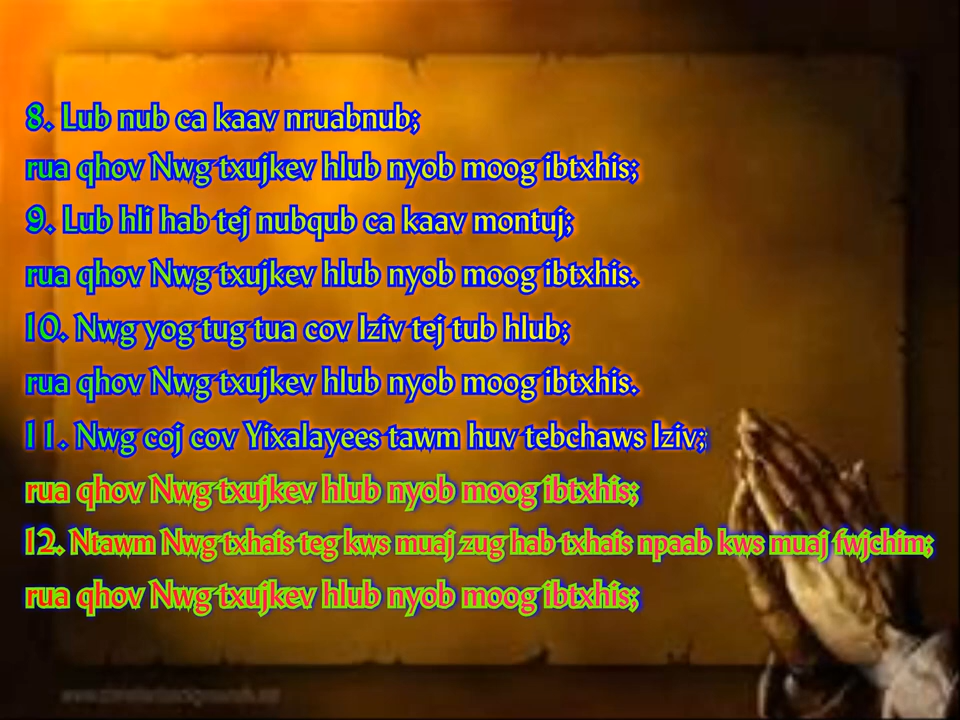 8. Lub nub ca kaav nruabnub;
rua qhov Nwg txujkev hlub nyob moog ibtxhis;
9. Lub hli hab tej nubqub ca kaav montuj;
rua qhov Nwg txujkev hlub nyob moog ibtxhis.
10. Nwg yog tug tua cov Iziv tej tub hlub;
rua qhov Nwg txujkev hlub nyob moog ibtxhis.
11. Nwg coj cov Yixalayees tawm huv tebchaws Iziv;
rua qhov Nwg txujkev hlub nyob moog ibtxhis;
12. Ntawm Nwg txhais teg kws muaj zug hab txhais npaab kws muaj fwjchim;
rua qhov Nwg txujkev hlub nyob moog ibtxhis;